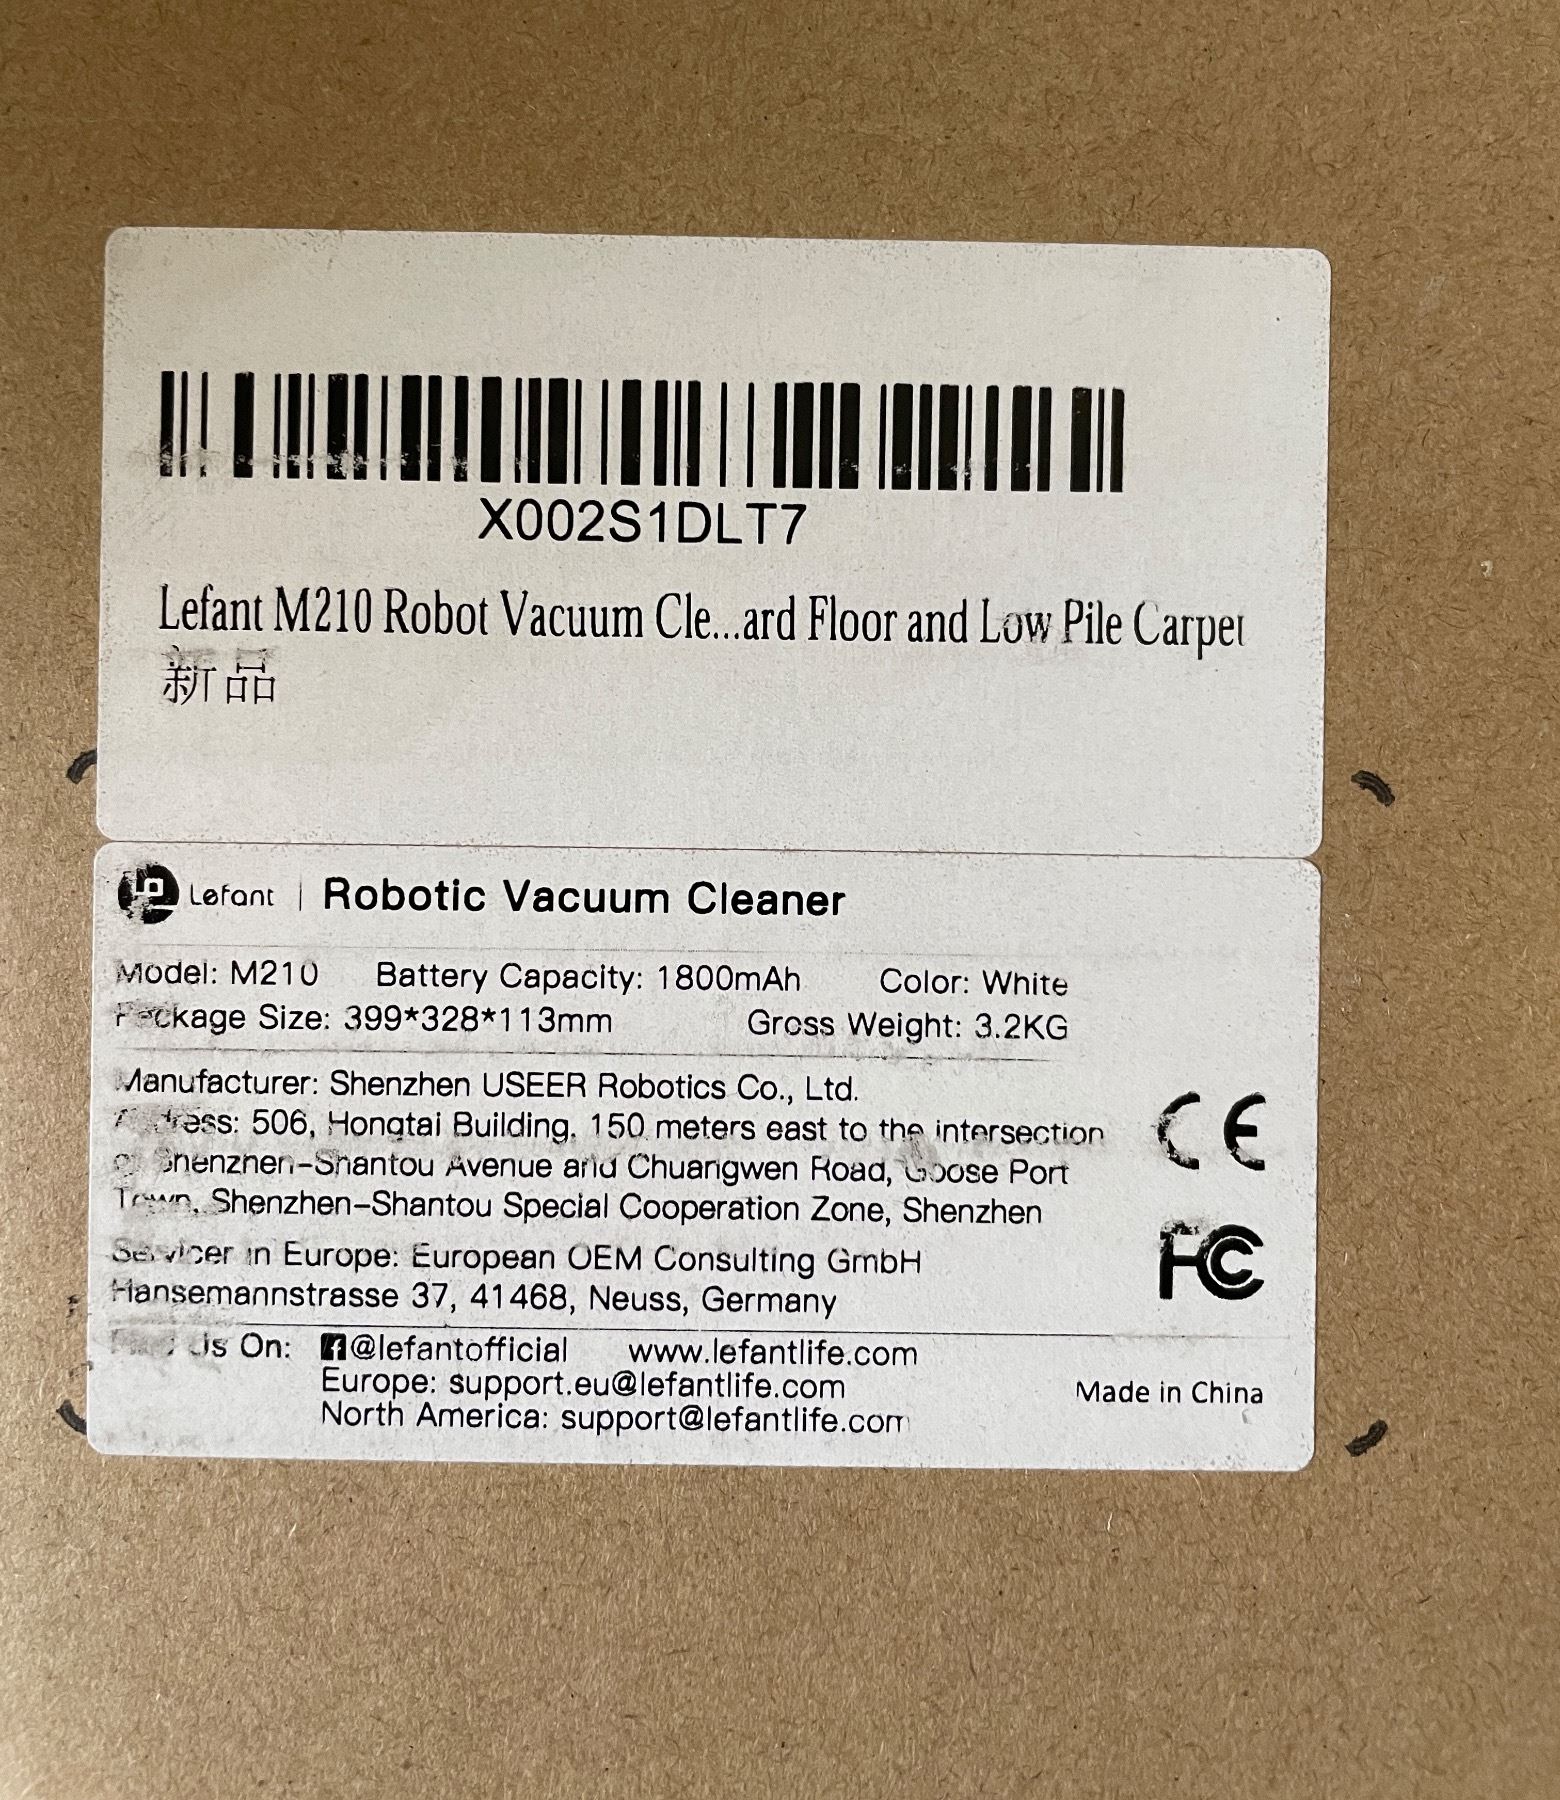 X002S1DLT7
Lefant M210 Robot Vacuum Cle...ard Floor and Low Pile Carpet
新品
Lefant | Robotic Vacuum Cleaner
Model: M210 Battery Capacity: 1800mAh Color: White
Package Size: 399*328*113mm Gross Weight: 3.2KG
Manufacturer: Shenzhen USEER Robotics Co., Ltd.
Address: 506, Hongtai Building, 150 meters east to the intersection
of Shenzhen-Shantou Avenue and Chuangwen Road, Goose Port
Town, Shenzhen-Shantou Special Cooperation Zone, Shenzhen
CE
Servicer in Europe: European OEM Consulting GmbH
Hansemannstrasse 37, 41468, Neuss, Germany
FC
Find Us On: @lefantofficial www.lefantlife.com
Europe: support.eu@lefantlife.com
Made in China
North America: support@lefantlife.com